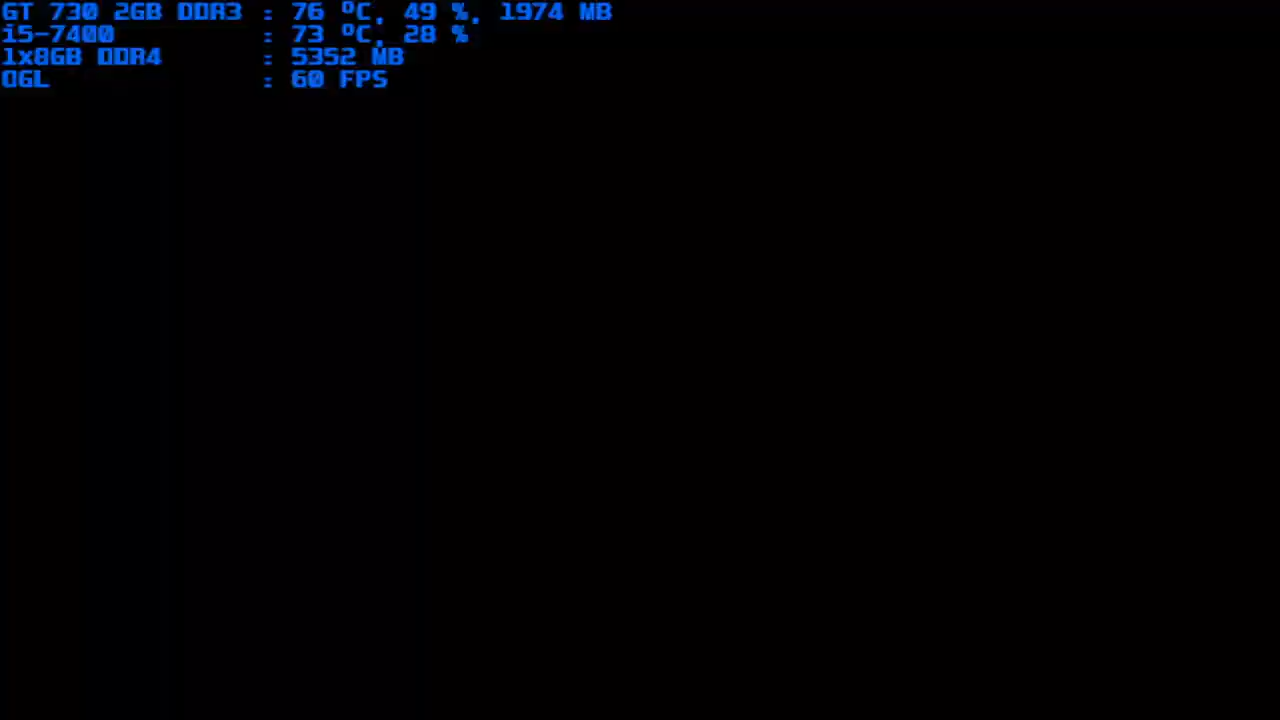 GT 730 2GB DDR3 : 76 ºC, 49 %, 1974 MB
i5-7400 : 73 ºC, 28 %
1x8GB DDR4 : 5352 MB
OGL : 60 FPS